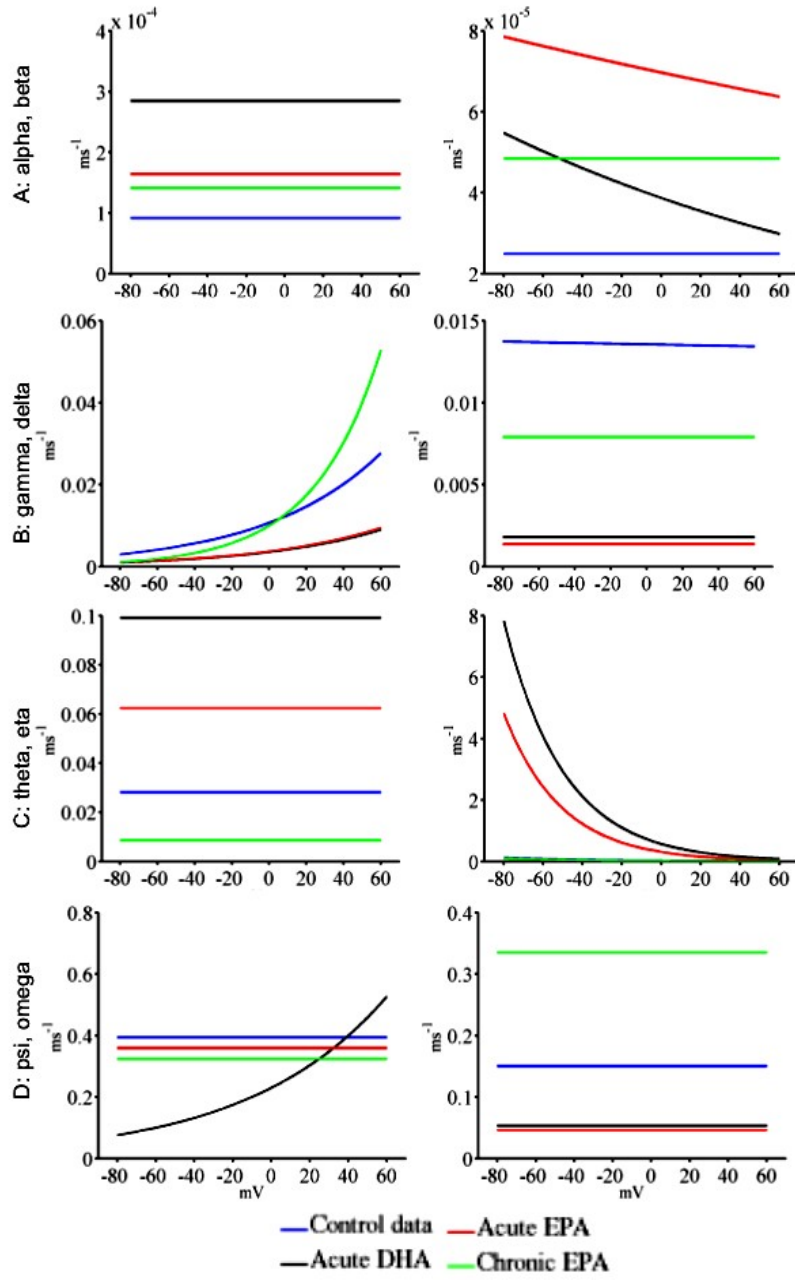 x 10⁻⁴
4
3
2
1
0
-80 -60 -40 -20 0 20 40 60
ms⁻¹
A: alpha, beta
x 10⁻⁵
8
6
4
2
-80 -60 -40 -20 0 20 40 60
ms⁻¹
0.06
0.04
0.02
0
-80 -60 -40 -20 0 20 40 60
ms⁻¹
B: gamma, delta
0.015
0.01
0.005
0
-80 -60 -40 -20 0 20 40 60
ms⁻¹
0.1
0.08
0.06
0.04
0.02
0
-80 -60 -40 -20 0 20 40 60
ms⁻¹
C: theta, eta
8
6
4
2
0
-80 -60 -40 -20 0 20 40 60
ms⁻¹
0.8
0.6
0.4
0.2
0
-80 -60 -40 -20 0 20 40 60
mV
ms⁻¹
D: psi, omega
0.4
0.3
0.2
0.1
0
-80 -60 -40 -20 0 20 40 60
mV
ms⁻¹
Control data Acute EPA
Acute DHA Chronic EPA